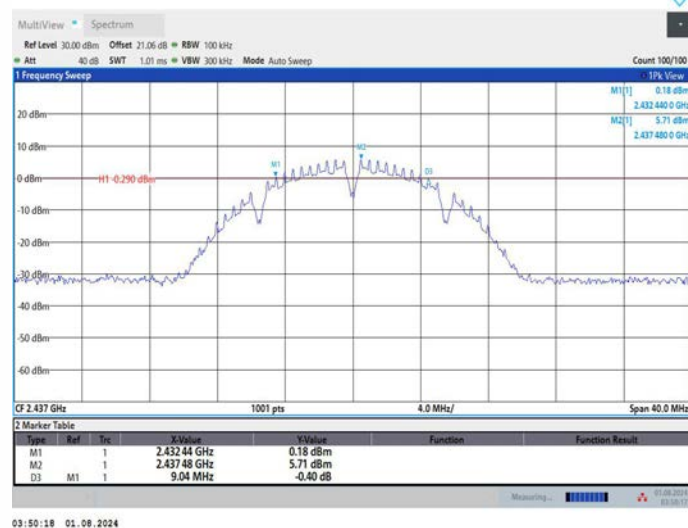 MultiView Spectrum
Ref Level 30.00 dBm Offset 21.06 dB RBW 100 kHz
Att 40 dB SWT 1.01 ms VBW 300 kHz Mode Auto Sweep Count 100/100
1 Frequency Sweep 1Pk View
M1[1] 0.18 dBm
2.432 440 0 GHz
M2[1] 5.71 dBm
2.437 480 0 GHz
20 dBm
10 dBm
M2
M1
D3
0 dBm
H1 -0.290 dBm
-10 dBm
-20 dBm
-30 dBm
-40 dBm
-50 dBm
-60 dBm
CF 2.437 GHz 1001 pts 4.0 MHz/ Span 40.0 MHz
2 Marker Table
Type Ref Trc X-Value Y-Value Function Function Result
M1 1 2.432 44 GHz 0.18 dBm
M2 1 2.437 48 GHz 5.71 dBm
D3 M1 1 9.04 MHz -0.40 dB
Measuring... 01.08.2024
03:50:18 01.08.2024